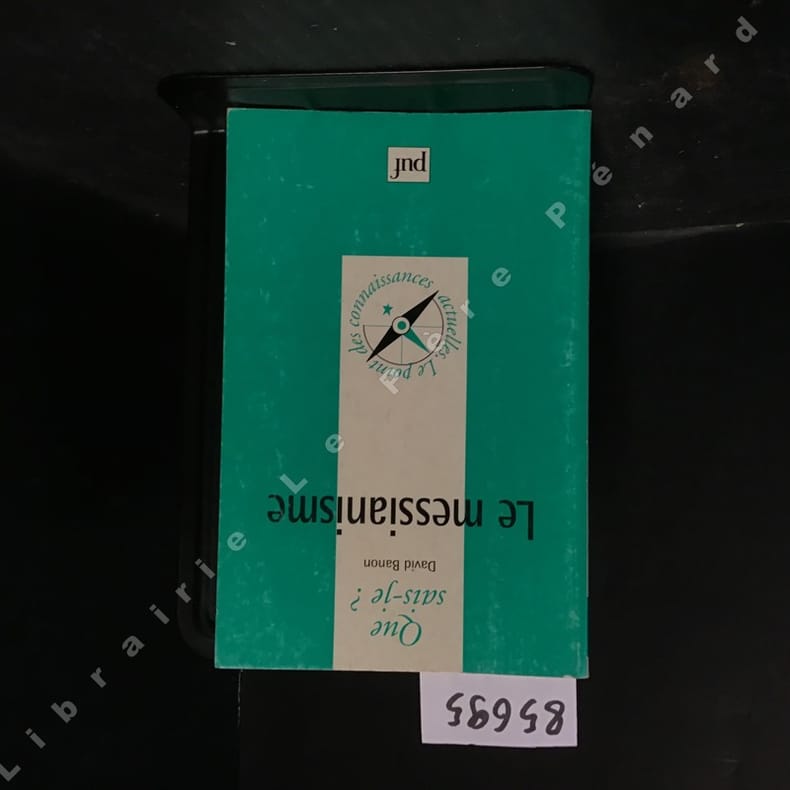 85695
Que
sais-je ?
David Banon
Le messianisme
Le point des connaissances actuelles.
puf
Librairie Le Père Pénard